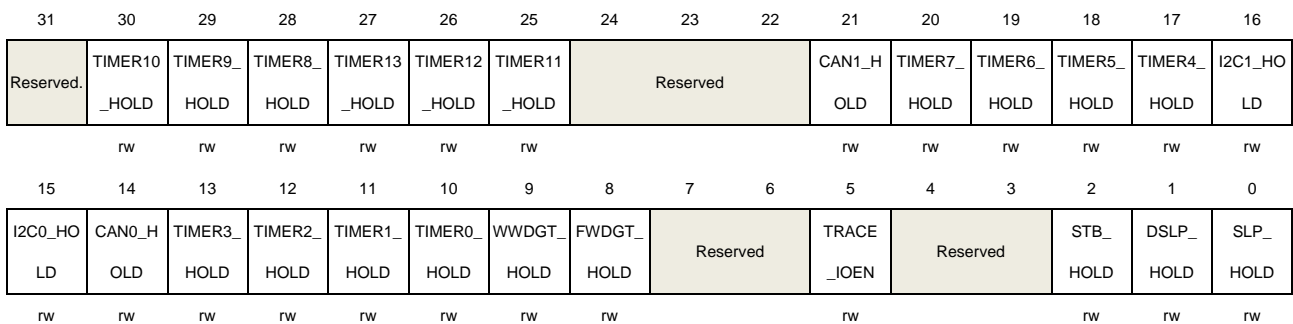 31 30 29 28 27 26 25 24 23 22 21 20 19 18 17 16
Reserved. TIMER10 _HOLD TIMER9_ HOLD TIMER8_ HOLD TIMER13 _HOLD TIMER12 _HOLD TIMER11 _HOLD Reserved CAN1_H OLD TIMER7_ HOLD TIMER6_ HOLD TIMER5_ HOLD TIMER4_ HOLD I2C1_HO LD
rw rw rw rw rw rw rw rw rw rw rw rw
15 14 13 12 11 10 9 8 7 6 5 4 3 2 1 0
I2C0_HO LD CAN0_H OLD TIMER3_ HOLD TIMER2_ HOLD TIMER1_ HOLD TIMER0_ HOLD WWDGT_ HOLD FWDGT_ HOLD Reserved TRACE _IOEN Reserved STB_ HOLD DSLP_ HOLD SLP_ HOLD
rw rw rw rw rw rw rw rw rw rw rw rw